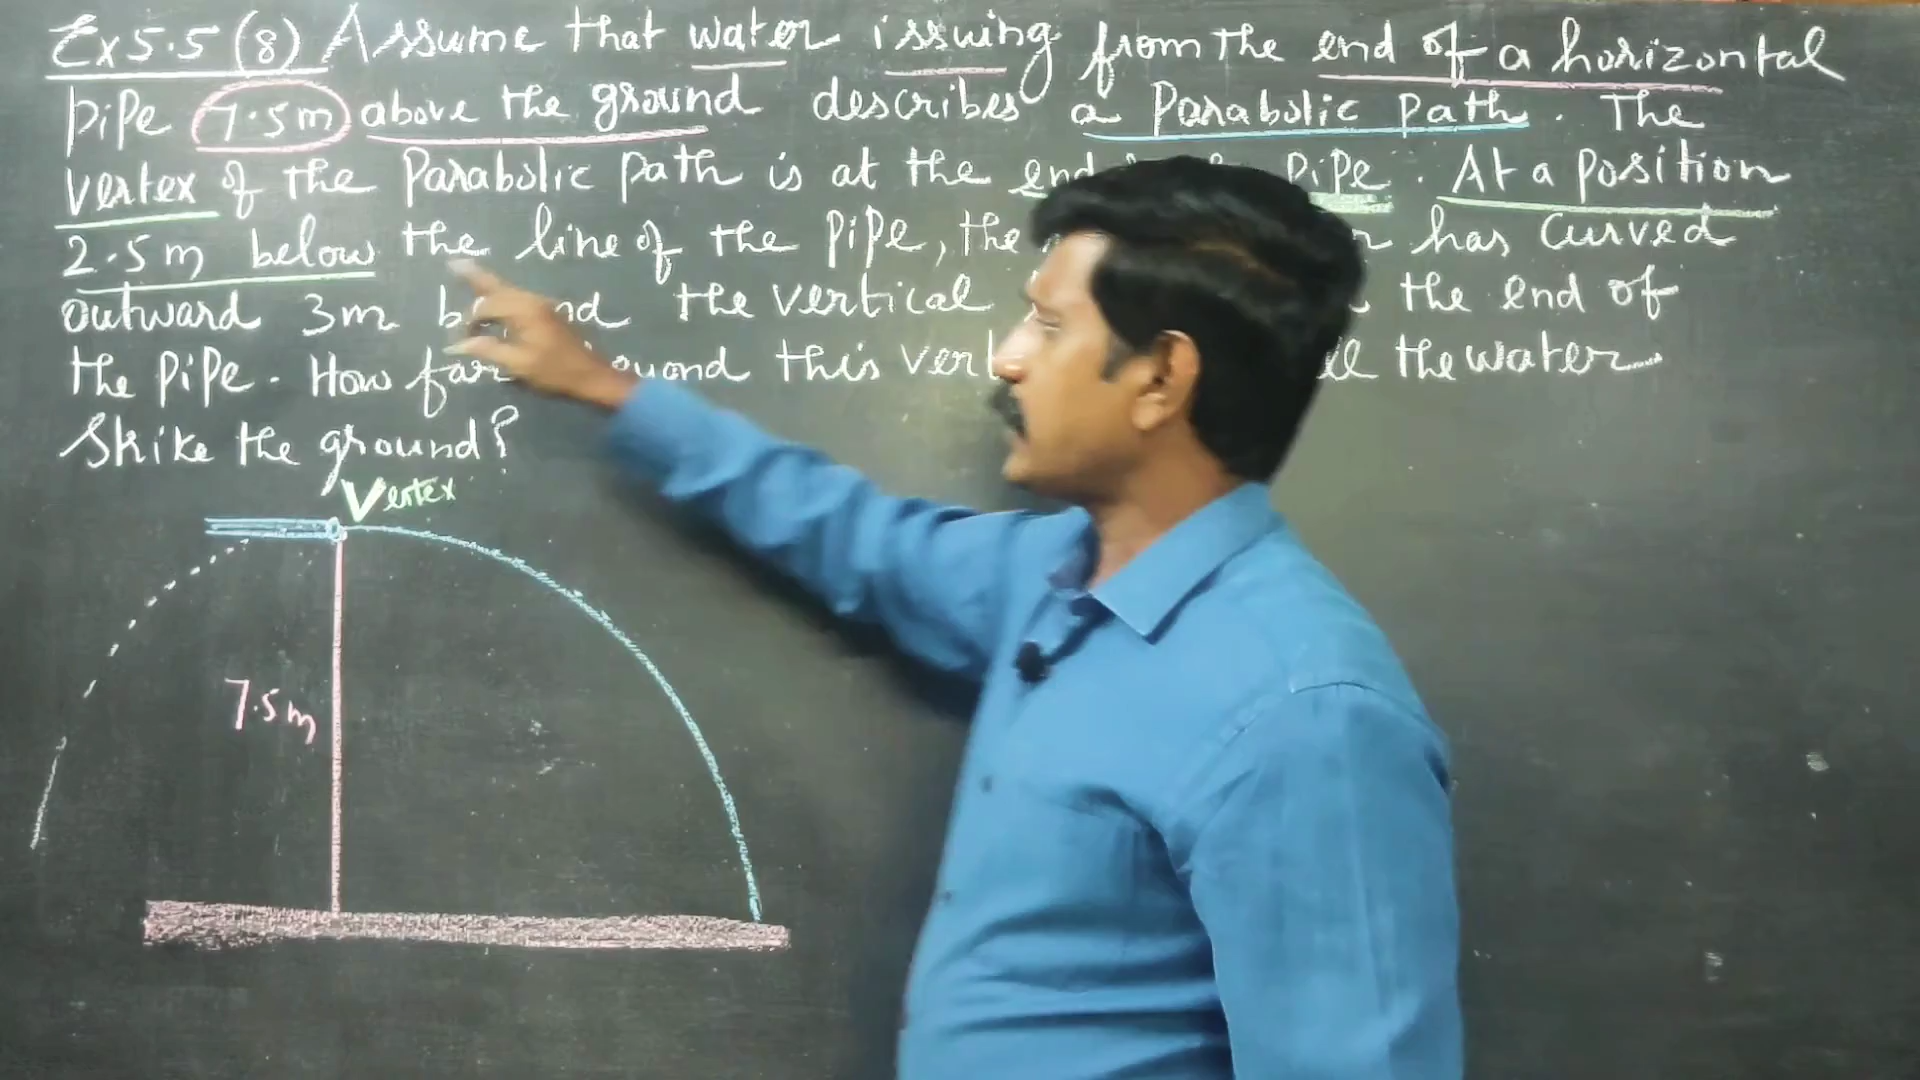 Ex 5.5 (8) Assume that water issuing from the end of a horizontal
pipe 7.5m above the ground describes a Parabolic path. The
vertex of the Parabolic path is at the end pipe. At a position
2.5m below the line of the pipe, the has curved
outward 3m the vertical the end of
the pipe. How far this the water
Strike the ground?
Vertex
7.5m